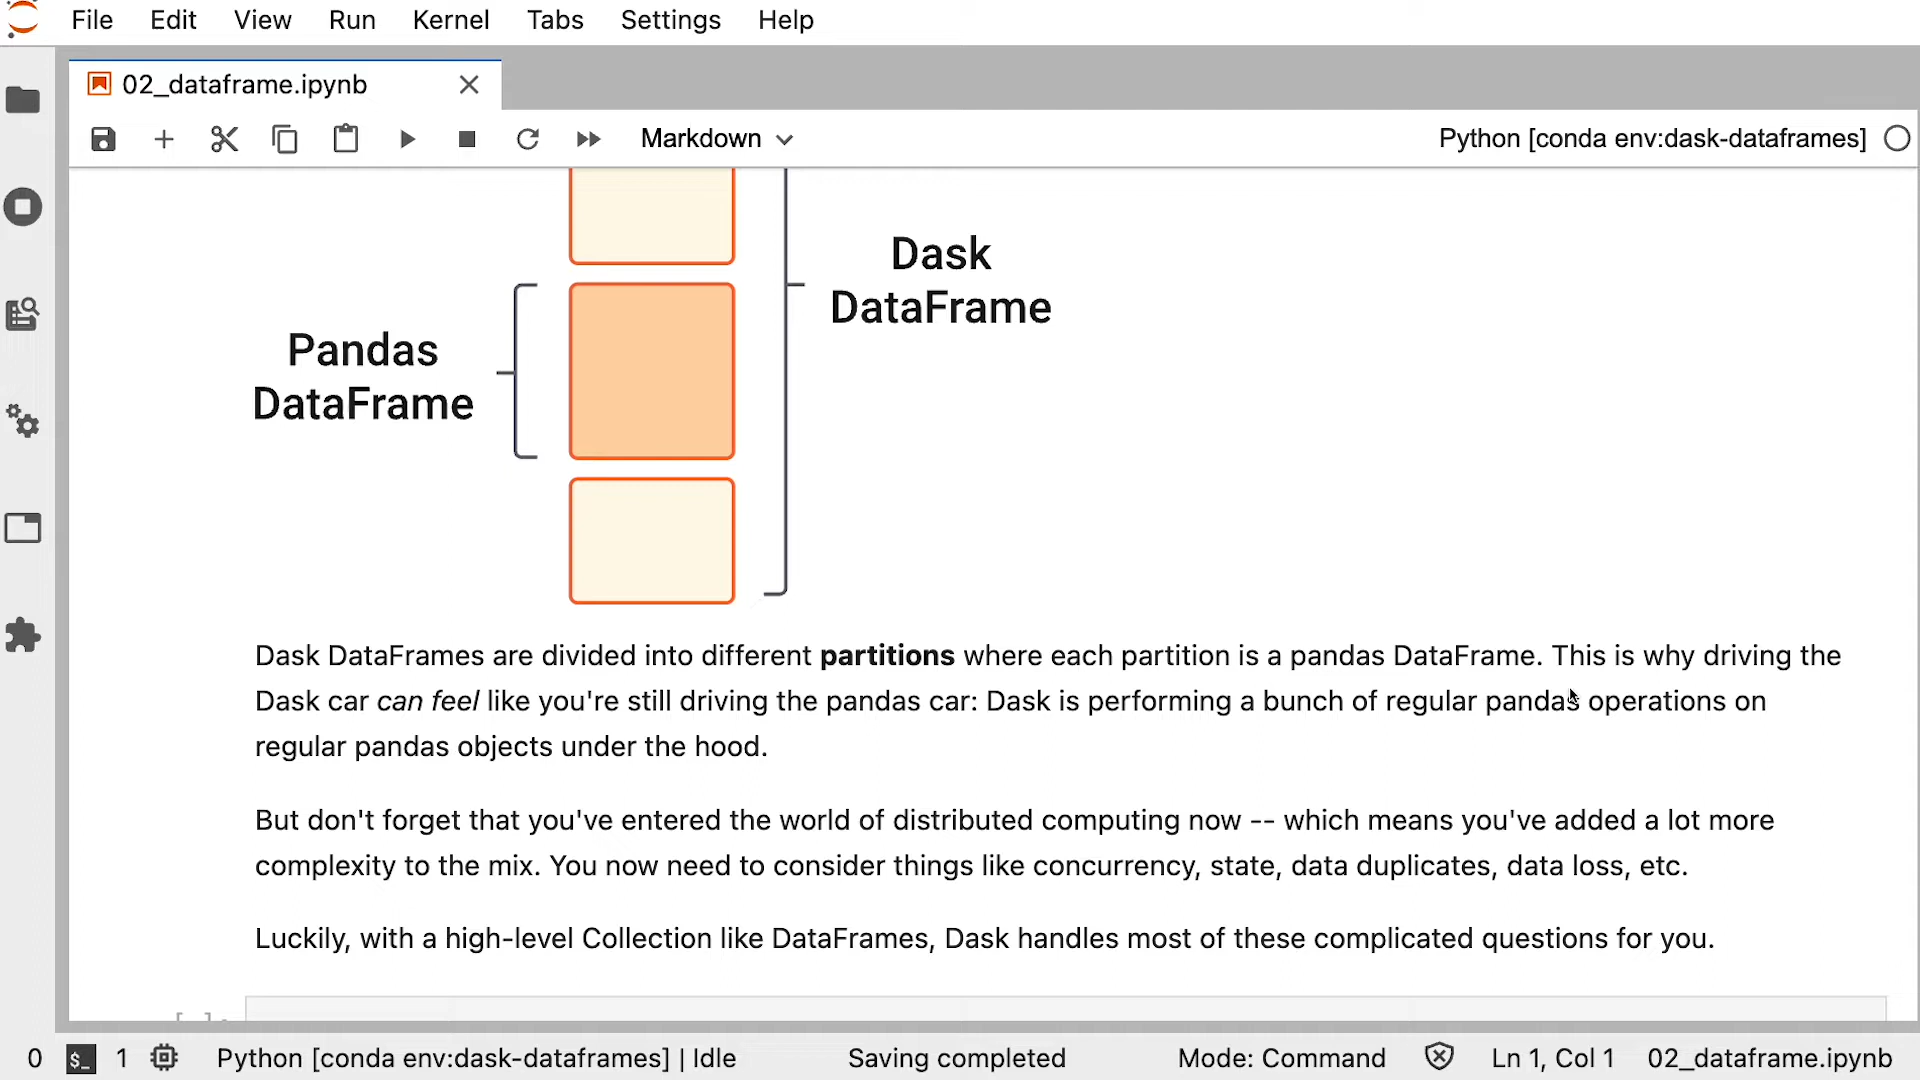 File Edit View Run Kernel Tabs Settings Help
02_dataframe.ipynb
Markdown
Python [conda env:dask-dataframes]
Dask
DataFrame
Pandas
DataFrame
Dask DataFrames are divided into different partitions where each partition is a pandas DataFrame. This is why driving the
Dask car can feel like you're still driving the pandas car: Dask is performing a bunch of regular pandas operations on
regular pandas objects under the hood.
But don't forget that you've entered the world of distributed computing now -- which means you've added a lot more
complexity to the mix. You now need to consider things like concurrency, state, data duplicates, data loss, etc.
Luckily, with a high-level Collection like DataFrames, Dask handles most of these complicated questions for you.
[ ]:
0 $_ 1 Python [conda env:dask-dataframes] | Idle Saving completed Mode: Command Ln 1, Col 1 02_dataframe.ipynb